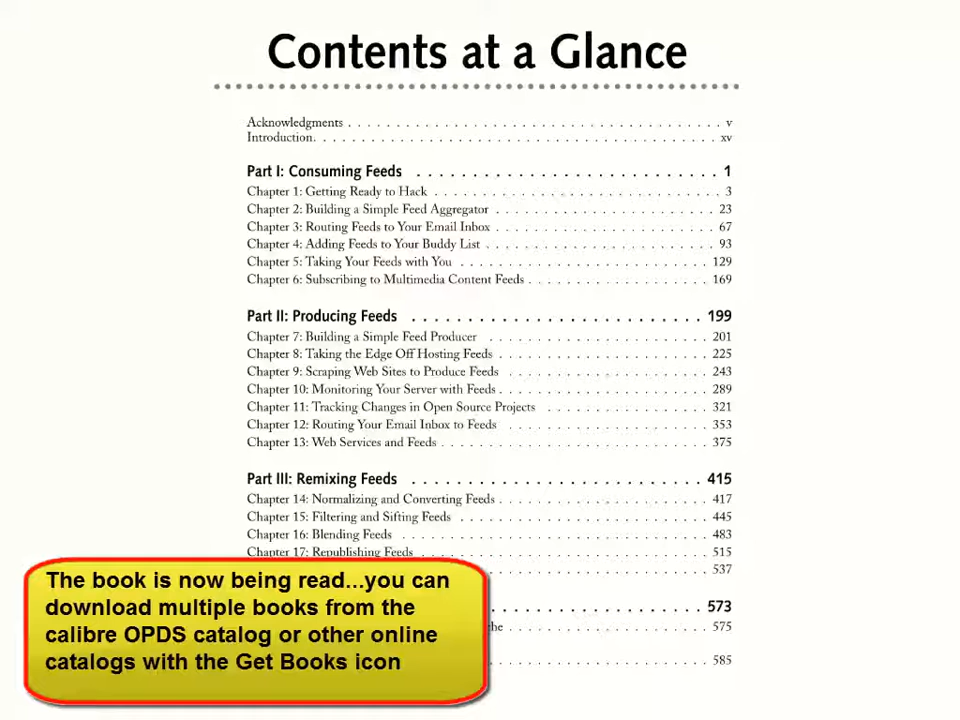 Contents at a Glance
Acknowledgments . . . . . . . . . . . . . . . . . . . . v
Introduction. . . . . . . . . . . . . . . . . . . . xv
Part I: Consuming Feeds . . . . . . . . . . . . . . . . . . . . 1
Chapter 1: Getting Ready to Hack . . . . . . . . . . . . . . . . . . . . 3
Chapter 2: Building a Simple Feed Aggregator . . . . . . . . . . . . . . . . . . . . 23
Chapter 3: Routing Feeds to Your Email Inbox . . . . . . . . . . . . . . . . . . . . 67
Chapter 4: Adding Feeds to Your Buddy List . . . . . . . . . . . . . . . . . . . . 93
Chapter 5: Taking Your Feeds with You . . . . . . . . . . . . . . . . . . . . 129
Chapter 6: Subscribing to Multimedia Content Feeds . . . . . . . . . . . . . . . . . . . . 169
Part II: Producing Feeds . . . . . . . . . . . . . . . . . . . . 199
Chapter 7: Building a Simple Feed Producer . . . . . . . . . . . . . . . . . . . . 201
Chapter 8: Taking the Edge Off Hosting Feeds . . . . . . . . . . . . . . . . . . . . 225
Chapter 9: Scraping Web Sites to Produce Feeds . . . . . . . . . . . . . . . . . . . . 243
Chapter 10: Monitoring Your Server with Feeds . . . . . . . . . . . . . . . . . . . . 289
Chapter 11: Tracking Changes in Open Source Projects . . . . . . . . . . . . . . . . . . . . 321
Chapter 12: Routing Your Email Inbox to Feeds . . . . . . . . . . . . . . . . . . . . 353
Chapter 13: Web Services and Feeds . . . . . . . . . . . . . . . . . . . . 375
Part III: Remixing Feeds . . . . . . . . . . . . . . . . . . . . 415
Chapter 14: Normalizing and Converting Feeds . . . . . . . . . . . . . . . . . . . . 417
Chapter 15: Filtering and Sifting Feeds . . . . . . . . . . . . . . . . . . . . 445
Chapter 16: Blending Feeds . . . . . . . . . . . . . . . . . . . . 483
Chapter 17: Republishing Feeds . . . . . . . . . . . . . . . . . . . . 515
. . . . . . . . . . . . . . . . . . . . 537
. . . . . . . . . . . . . . . . . . . . 573
. . . . . . . . . . . . . . . . . . . . 575
. . . . . . . . . . . . . . . . . . . . 585
The book is now being read...you can
download multiple books from the
calibre OPDS catalog or other online
catalogs with the Get Books icon